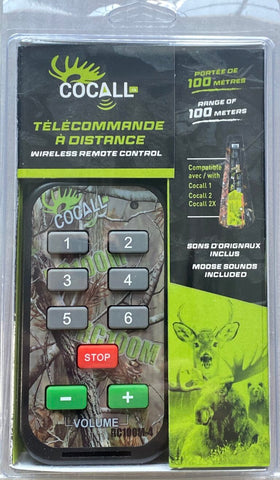 COCALL
TÉLÉCOMMANDE
À DISTANCE
WIRELESS REMOTE CONTROL
PORTÉE DE
100 MÈTRES
RANGE OF
100 METERS
Compatible
avec / with
Cocall 1
Cocall 2
Cocall 2X
SONS D'ORIGNAUX
INCLUS
MOOSE SOUNDS
INCLUDED
COCALL
1 2
3 4
5 6
STOP
- +
VOLUME
RC100M-4